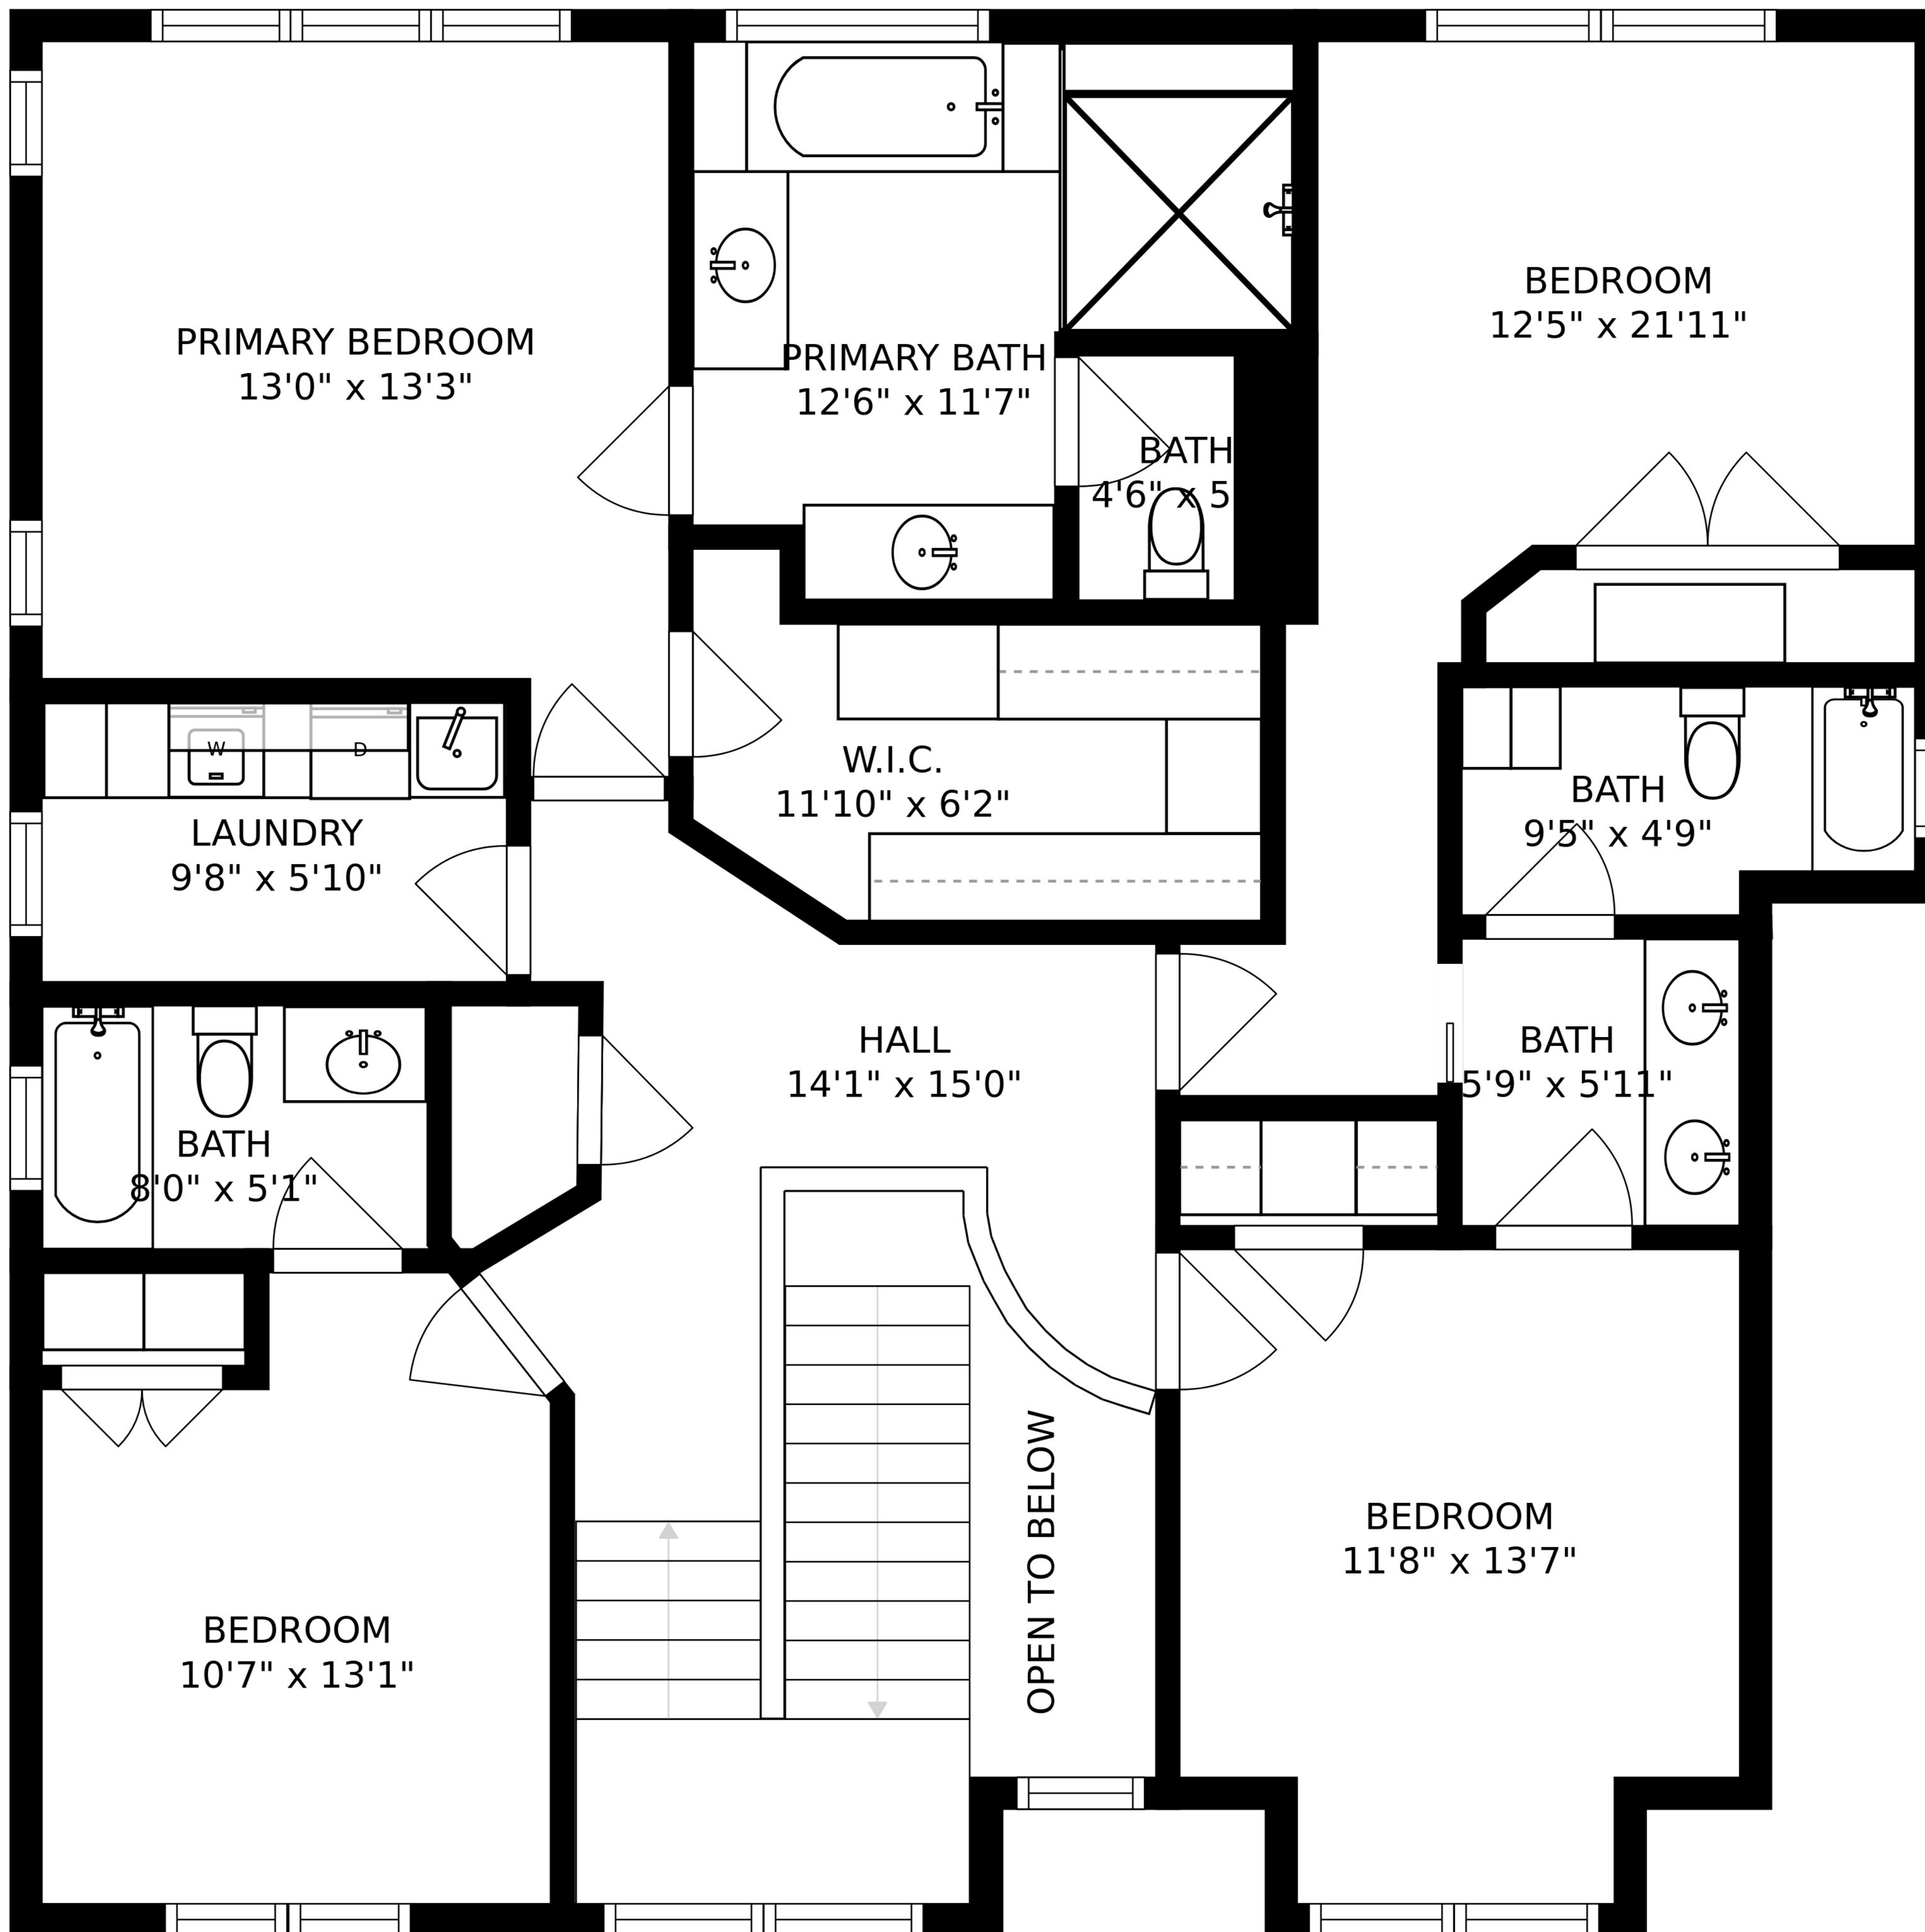 PRIMARY BEDROOM
13'0" x 13'3"
PRIMARY BATH
12'6" x 11'7"
BATH
4'6" x 5
BEDROOM
12'5" x 21'11"
W
D
LAUNDRY
9'8" x 5'10"
W.I.C.
11'10" x 6'2"
BATH
9'5" x 4'9"
BATH
8'0" x 5'1"
HALL
14'1" x 15'0"
BATH
5'9" x 5'11"
BEDROOM
10'7" x 13'1"
OPEN TO BELOW
BEDROOM
11'8" x 13'7"